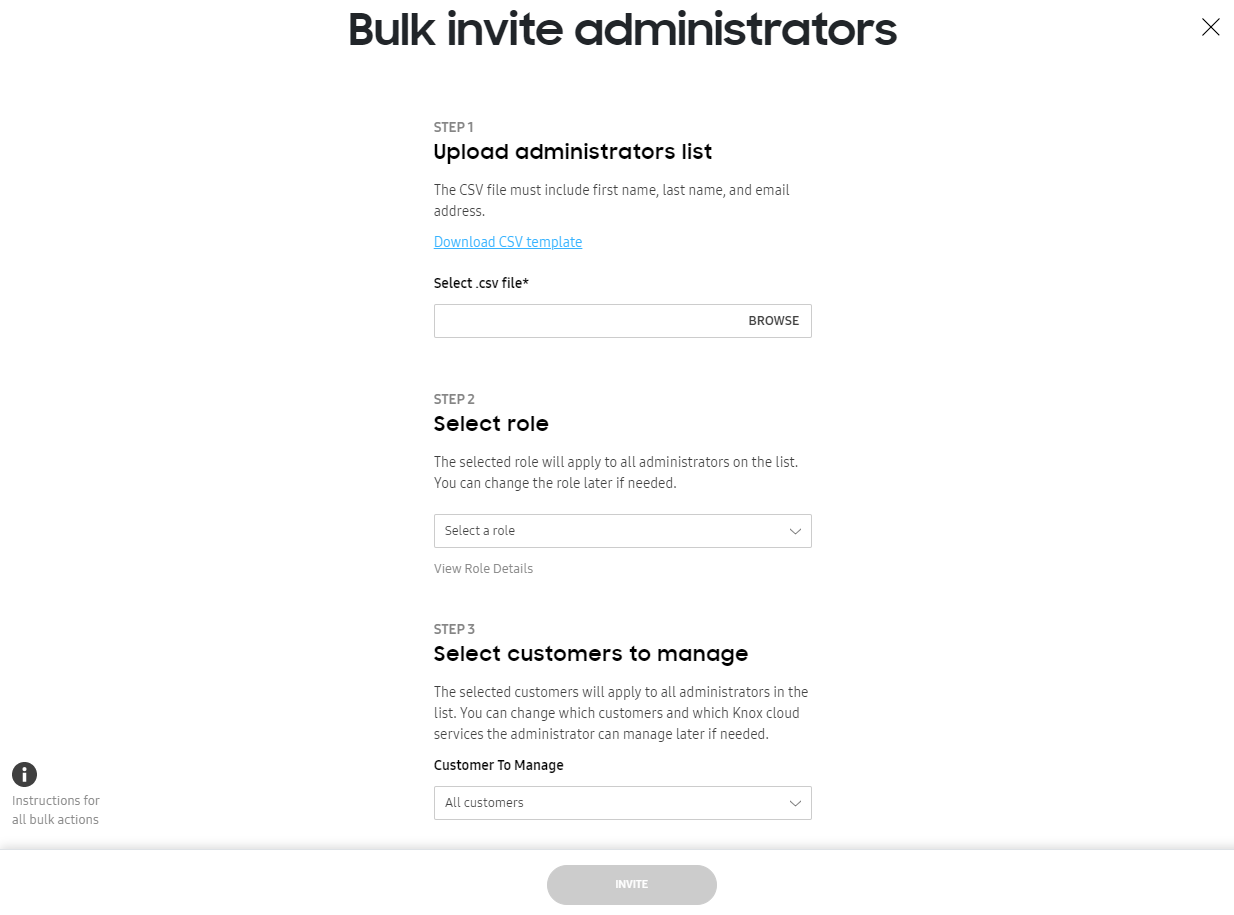 Bulk invite administrators
STEP 1
Upload administrators list
The CSV file must include first name, last name, and email
address.
Download CSV template
Select .csv file*
BROWSE
STEP 2
Select role
The selected role will apply to all administrators on the list.
You can change the role later if needed.
Select a role
View Role Details
STEP 3
Select customers to manage
The selected customers will apply to all administrators in the
list. You can change which customers and which Knox cloud
services the administrator can manage later if needed.
Customer To Manage
All customers
Instructions for
all bulk actions
INVITE